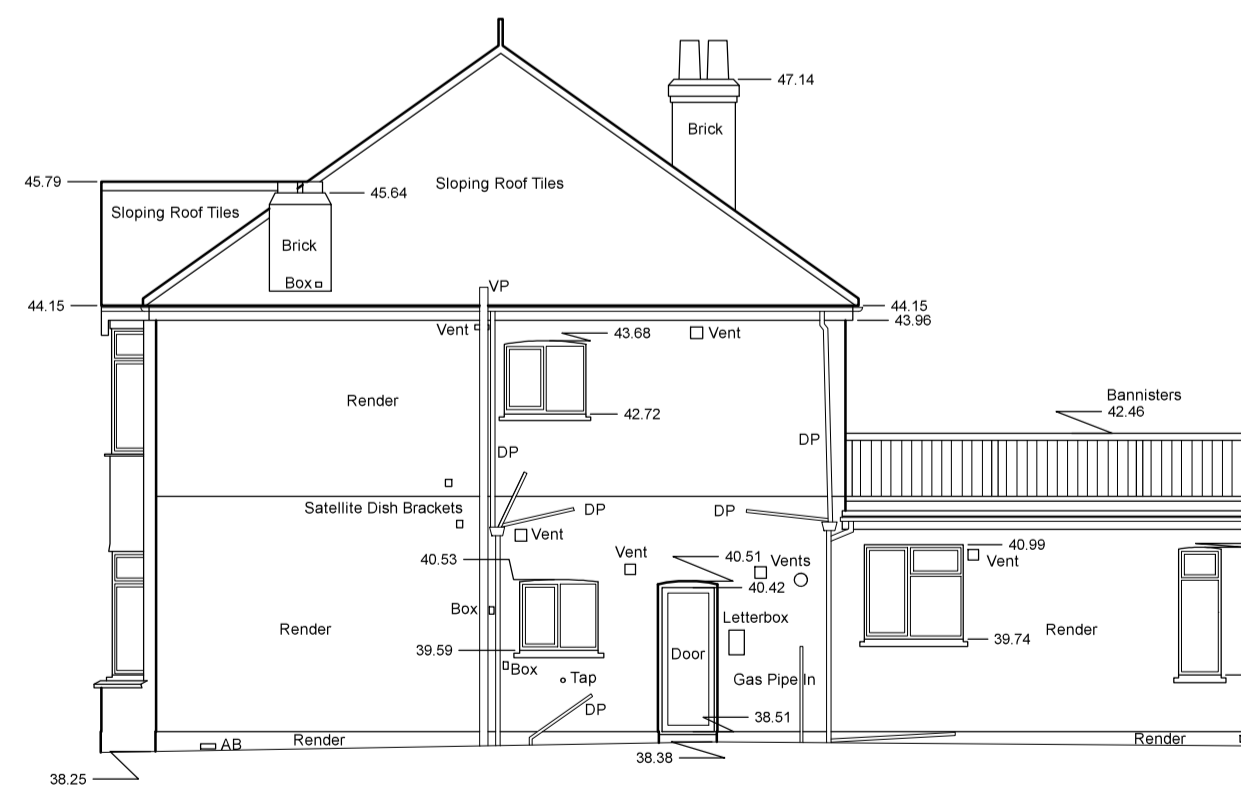 47.14
Brick
45.79
Sloping Roof Tiles
45.64
Sloping Roof Tiles
Brick
Box
VP
44.15
44.15
43.96
Vent
43.68
Vent
Render
Bannisters
42.46
42.72
DP
DP
Satellite Dish Brackets
DP
DP
Vent
40.53
Vent
40.51
Vents
40.42
40.99
Vent
Box
Letterbox
Render
39.74
Render
39.59
Box
Tap
Door
Gas Pipe In
DP
38.51
AB
Render
Render
38.38
38.25